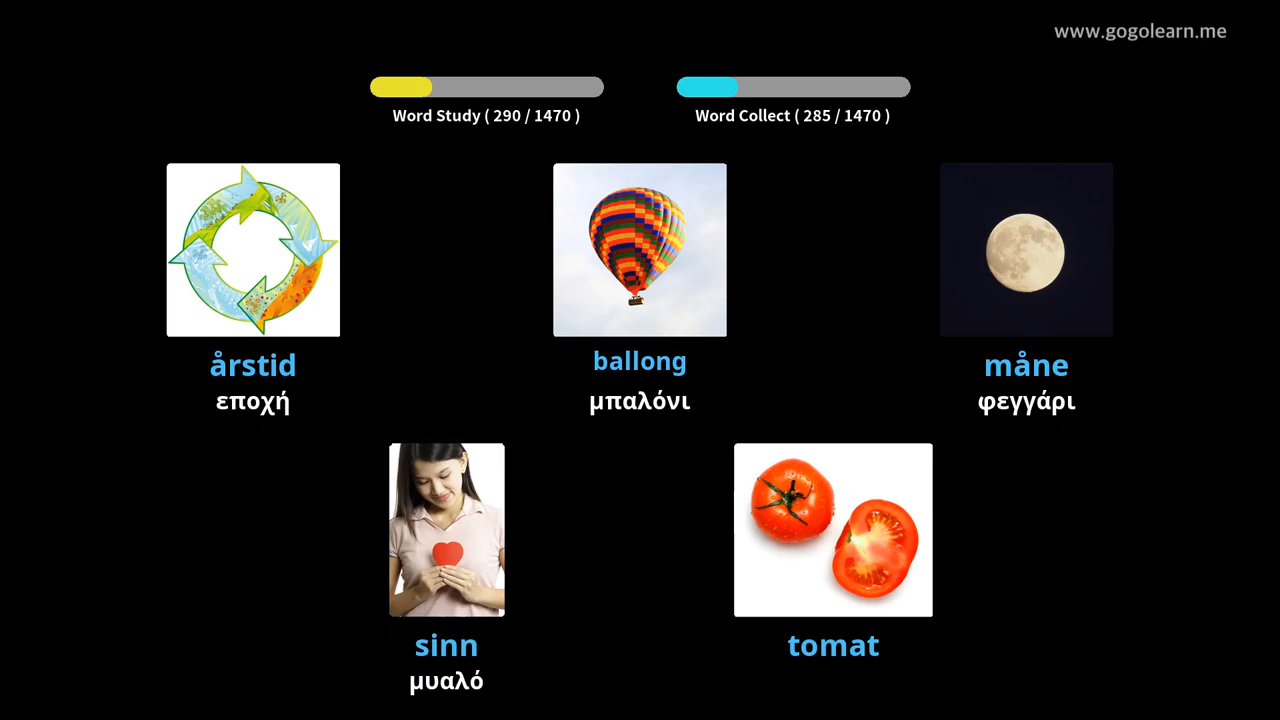 www.gogolearn.me
Word Study ( 290 / 1470 )
Word Collect ( 285 / 1470 )
årstid
εποχή
ballong
μπαλόνι
måne
φεγγάρι
sinn
μυαλό
tomat